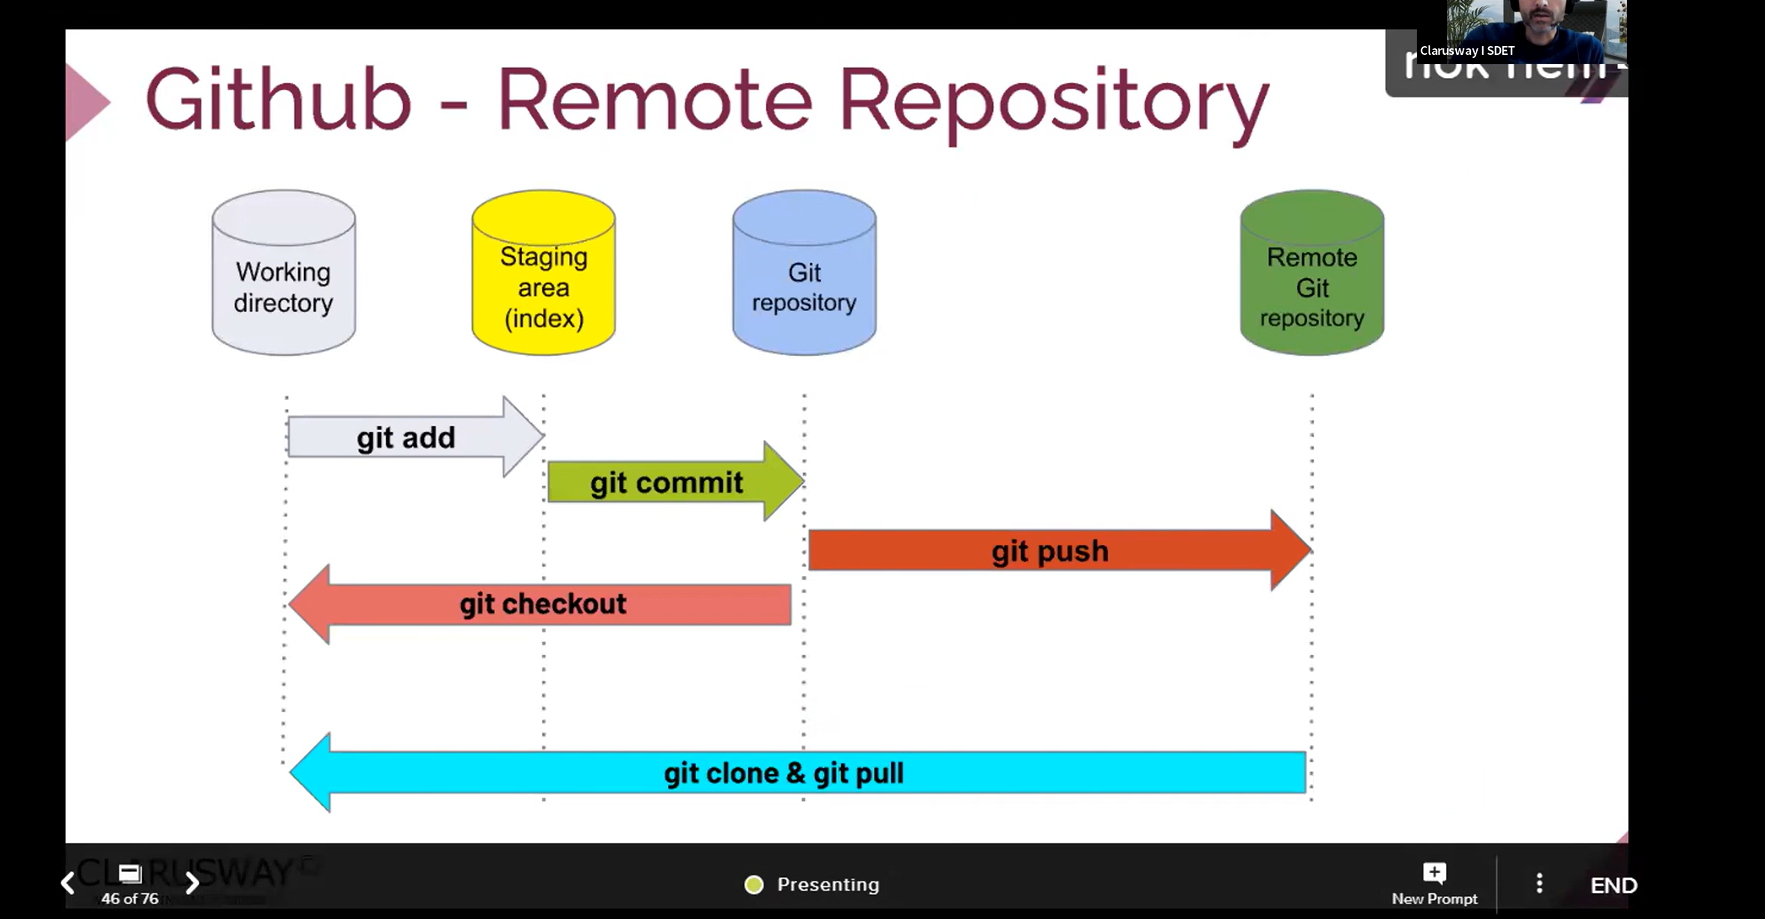 Clarusway I SDET
Github - Remote Repository
Working
directory
Staging
area
(index)
Git
repository
Remote
Git
repository
git add
git commit
git push
git checkout
git clone & git pull
CLARUSWAY
46 of 76
Presenting
New Prompt
END